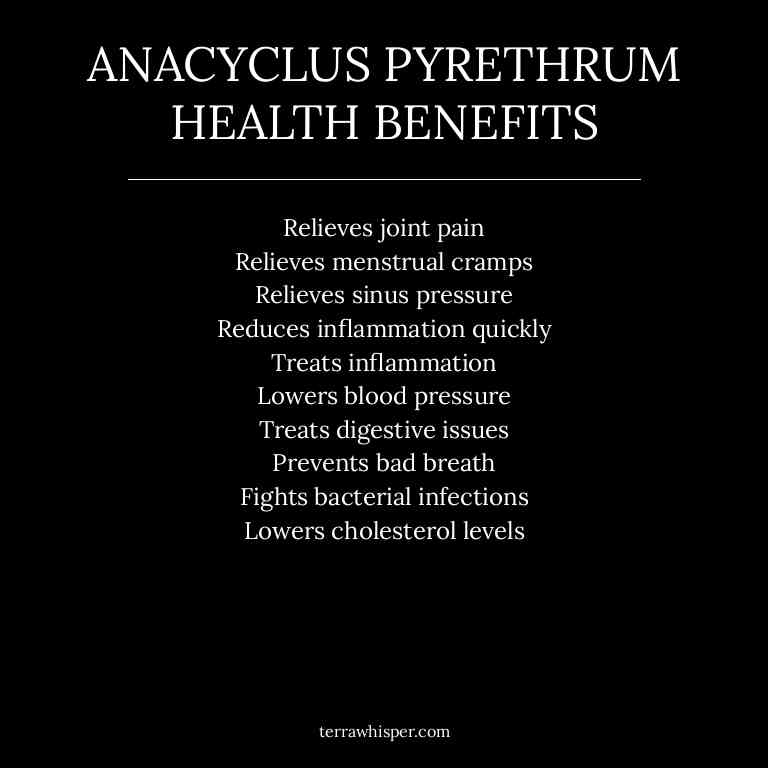 ANACYCLUS PYRETHRUM
HEALTH BENEFITS
Relieves joint pain
Relieves menstrual cramps
Relieves sinus pressure
Reduces inflammation quickly
Treats inflammation
Lowers blood pressure
Treats digestive issues
Prevents bad breath
Fights bacterial infections
Lowers cholesterol levels
terrawhisper.com